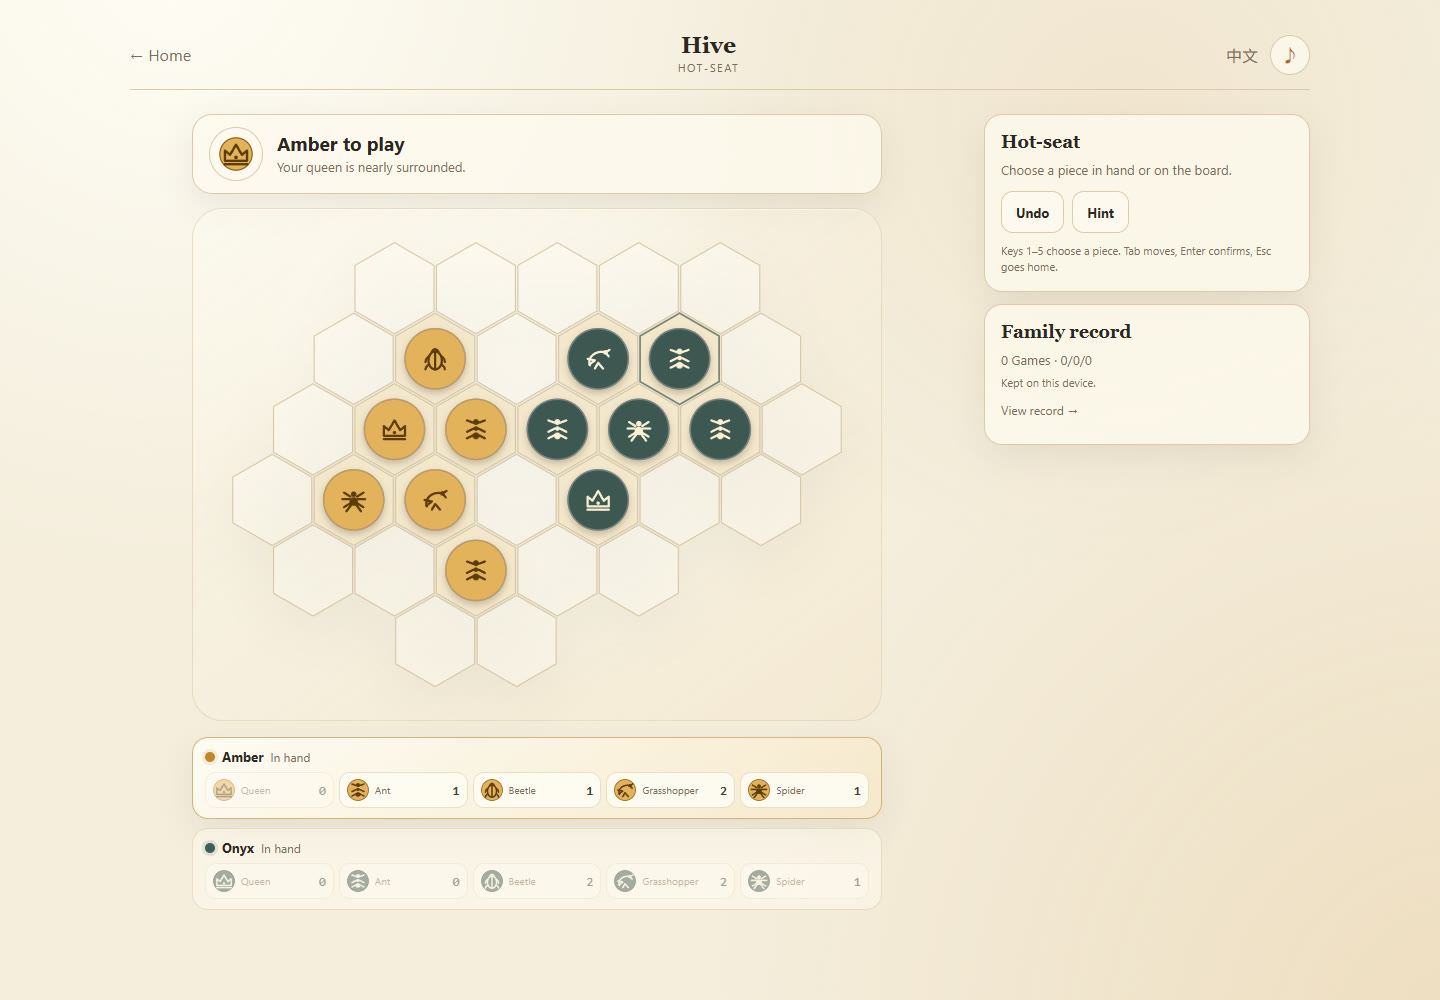 ← Home
Hive
HOT-SEAT
中文
Amber to play
Your queen is nearly surrounded.
Hot-seat
Choose a piece in hand or on the board.
Undo
Hint
Keys 1–5 choose a piece. Tab moves, Enter confirms, Esc
goes home.
Family record
0 Games · 0/0/0
Kept on this device.
View record →
Amber In hand
Queen 0
Ant 1
Beetle 1
Grasshopper 2
Spider 1
Onyx In hand
Queen 0
Ant 0
Beetle 2
Grasshopper 2
Spider 1